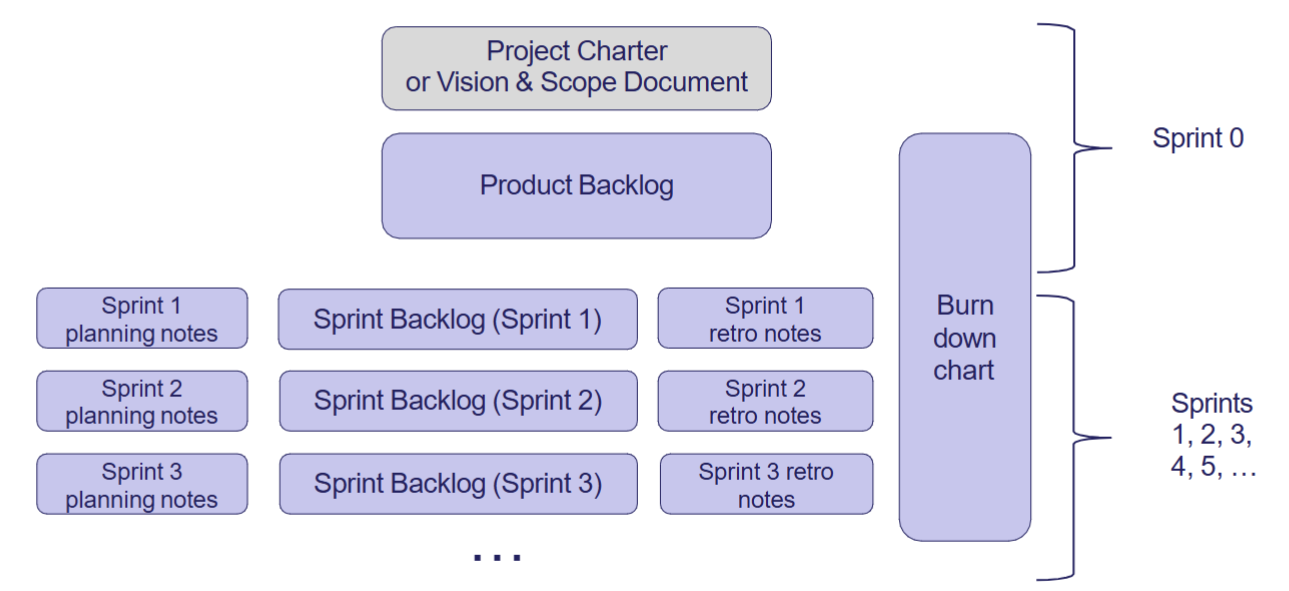 Project Charter
or Vision & Scope Document
Sprint 0
Product Backlog
Sprint 1
planning notes
Sprint Backlog (Sprint 1)
Sprint 1
retro notes
Burn
down
chart
Sprint 2
planning notes
Sprint Backlog (Sprint 2)
Sprint 2
retro notes
Sprints
1, 2, 3,
4, 5, …
Sprint 3
planning notes
Sprint Backlog (Sprint 3)
Sprint 3 retro
notes
...